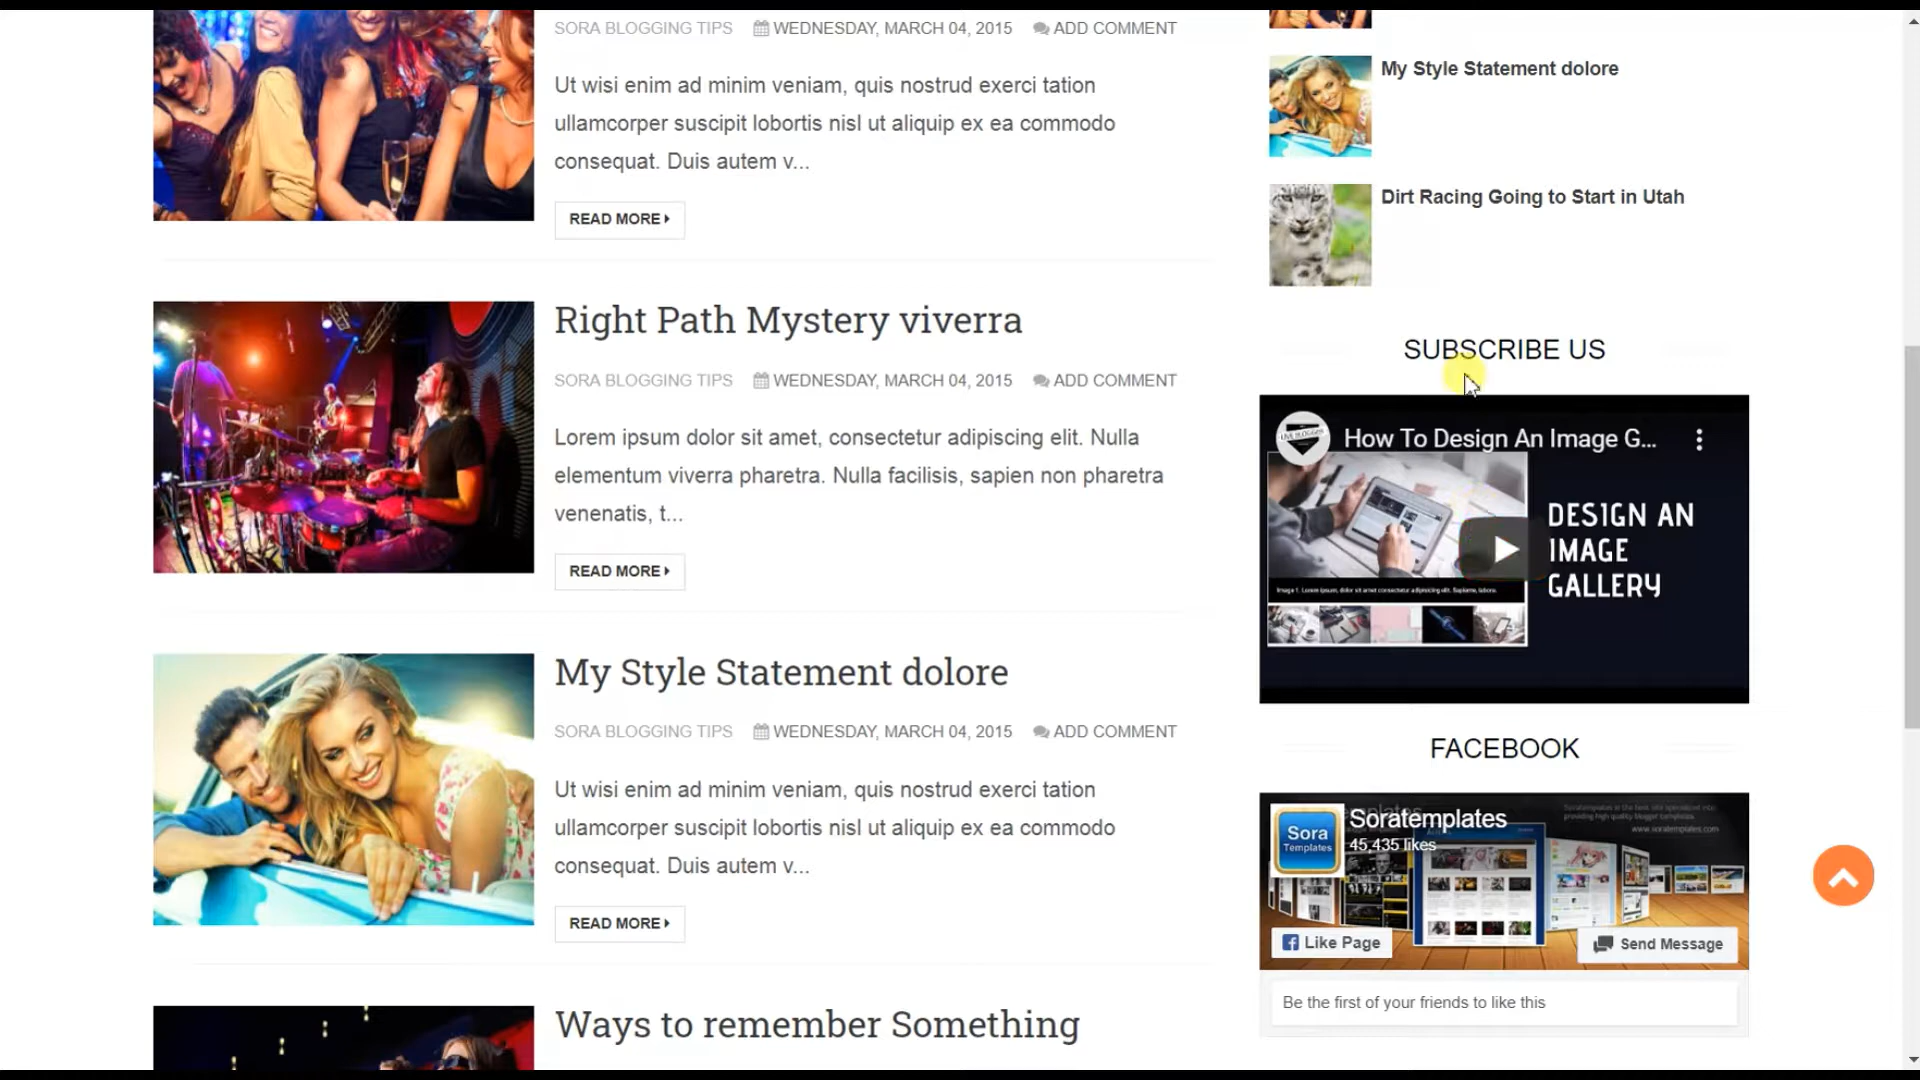 SORA BLOGGING TIPS WEDNESDAY, MARCH 04, 2015 ADD COMMENT
Ut wisi enim ad minim veniam, quis nostrud exerci tation
ullamcorper suscipit lobortis nisl ut aliquip ex ea commodo
consequat. Duis autem v...
READ MORE
Right Path Mystery viverra
SORA BLOGGING TIPS WEDNESDAY, MARCH 04, 2015 ADD COMMENT
Lorem ipsum dolor sit amet, consectetur adipiscing elit. Nulla
elementum viverra pharetra. Nulla facilisis, sapien non pharetra
venenatis, t...
READ MORE
My Style Statement dolore
SORA BLOGGING TIPS WEDNESDAY, MARCH 04, 2015 ADD COMMENT
Ut wisi enim ad minim veniam, quis nostrud exerci tation
ullamcorper suscipit lobortis nisl ut aliquip ex ea commodo
consequat. Duis autem v...
READ MORE
Ways to remember Something
My Style Statement dolore
Dirt Racing Going to Start in Utah
SUBSCRIBE US
How To Design An Image G...
DESIGN AN
IMAGE
GALLERY
FACEBOOK
Soratemplates
45,435 likes
Sora
Templates
www.soratemplates.com
Like Page
Send Message
Be the first of your friends to like this